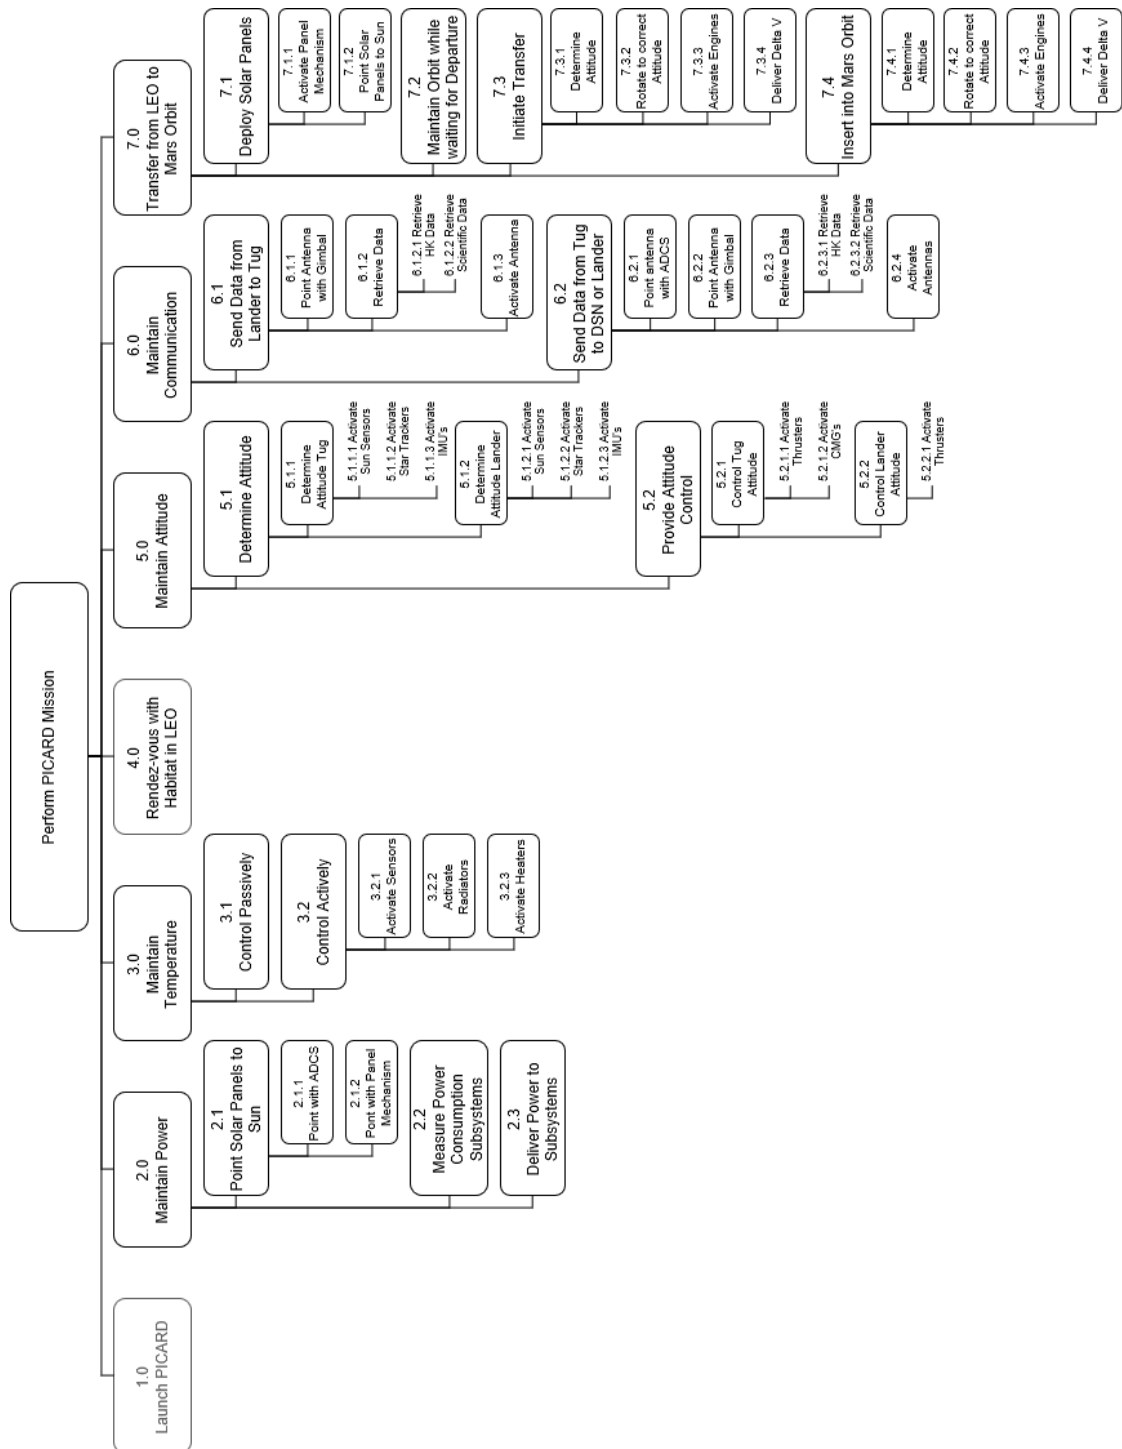 Perform PICARD Mission
1.0
Launch PICARD
2.0
Maintain Power
2.1
Point Solar Panels to
Sun
2.1.1
Point with ADCS
2.1.2
Pont with Panel
Mechanism
2.2
Measure Power
Consumption
Subsystems
2.3
Deliver Power to
Subsystems
3.0
Maintain
Temperature
3.1
Control Passively
3.2
Control Actively
3.2.1
Activate Sensors
3.2.2
Activate
Radiators
3.2.3
Activate Heaters
4.0
Rendez-vous with
Habitat in LEO
5.0
Maintain Attitude
5.1
Determine Attitude
5.1.1
Determine
Attitude Tug
5.1.1.1 Activate
Sun Sensors
5.1.1.2 Activate
Star Trackers
5.1.1.3 Activate
IMU's
5.1.2
Determine
Attitude Lander
5.1.2.1 Activate
Sun Sensors
5.1.2.2 Activate
Star Trackers
5.1.2.3 Activate
IMU's
5.2
Provide Attitude
Control
5.2.1
Control Tug
Attitude
5.2.1.1 Activate
Thrusters
5.2.1.2 Activate
CMG's
5.2.2
Control Lander
Attitude
5.2.2.1 Activate
Thrusters
6.0
Maintain
Communication
6.1
Send Data from
Lander to Tug
6.1.1
Point Antenna
with Gimbal
6.1.2
Retrieve Data
6.1.2.1 Retrieve
HK Data
6.1.2.2 Retrieve
Scientific Data
6.1.3
Activate Antenna
6.2
Send Data from Tug
to DSN or Lander
6.2.1
Point antenna
with ADCS
6.2.2
Point Antenna
with Gimbal
6.2.3
Retrieve Data
6.2.3.1 Retrieve
HK Data
6.2.3.2 Retrieve
Scientific Data
6.2.4
Activate
Antennas
7.0
Transfer from LEO to
Mars Orbit
7.1
Deploy Solar Panels
7.1.1
Activate Panel
Mechanism
7.1.2
Point Solar
Panels to Sun
7.2
Maintain Orbit while
waiting for Departure
7.3
Initiate Transfer
7.3.1
Determine
Attitude
7.3.2
Rotate to correct
Attitude
7.3.3
Activate Engines
7.3.4
Deliver Delta V
7.4
Insert into Mars Orbit
7.4.1
Determine
Attitude
7.4.2
Rotate to correct
Attitude
7.4.3
Activate Engines
7.4.4
Deliver Delta V